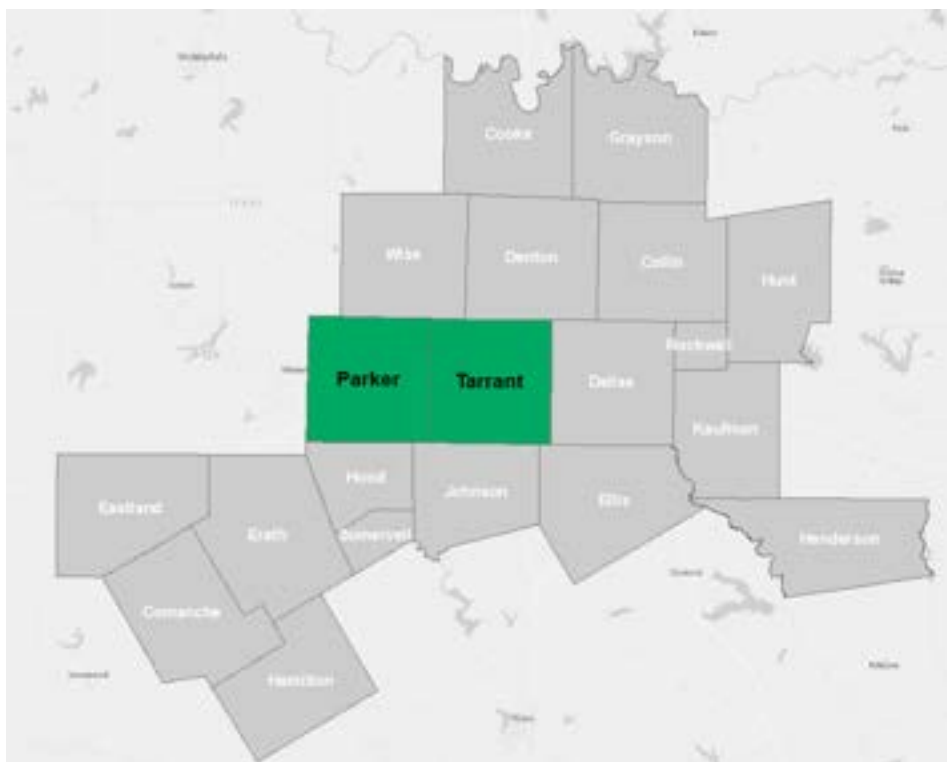 Cooke
Grayson
Wise
Denton
Collin
Hunt
Rockwall
Parker
Tarrant
Dallas
Kaufman
Hood
Johnson
Ellis
Eastland
Erath
Somervell
Henderson
Comanche
Hamilton